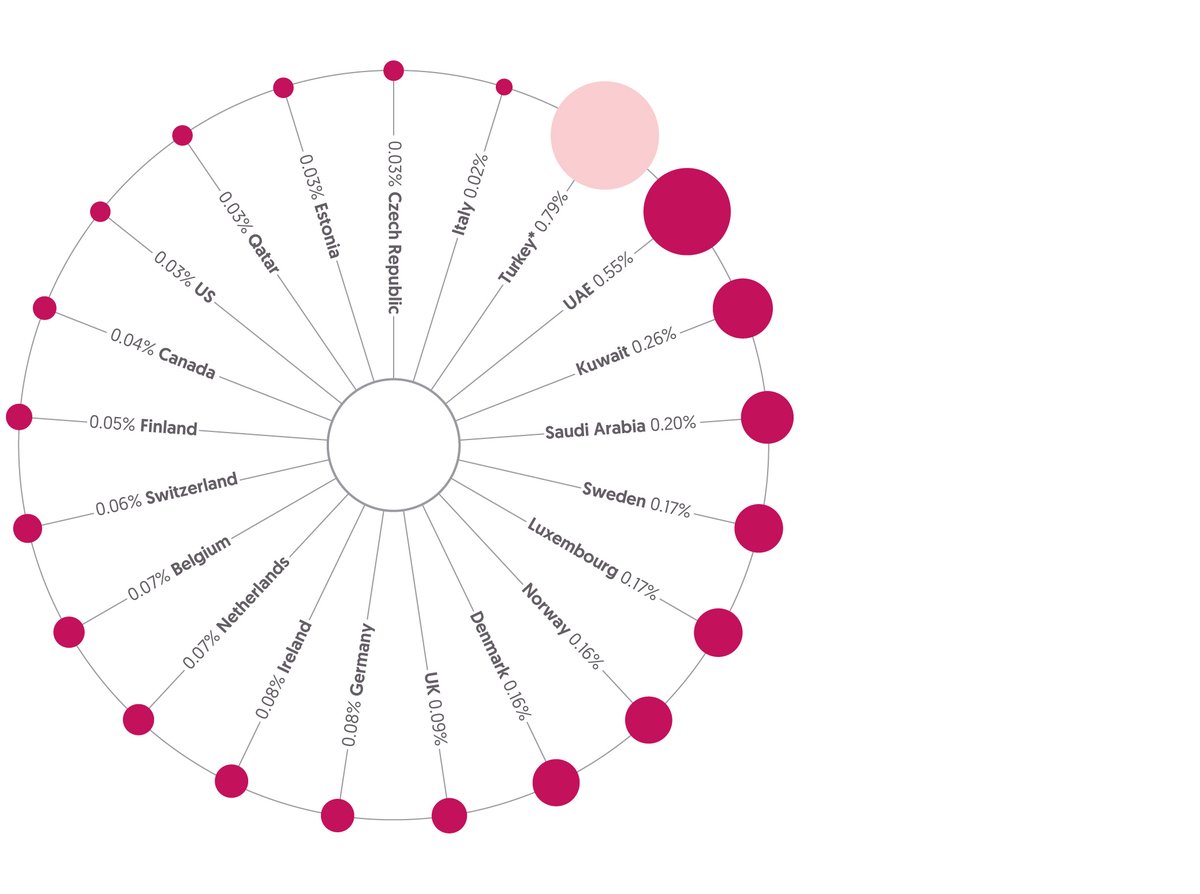 Turkey* 0.79%
UAE 0.55%
Kuwait 0.26%
Saudi Arabia 0.20%
Sweden 0.17%
Luxembourg 0.17%
Norway 0.16%
Denmark 0.16%
UK 0.09%
0.08% Germany
0.08% Ireland
0.07% Netherlands
0.07% Belgium
0.06% Switzerland
0.05% Finland
0.04% Canada
0.03% US
0.03% Qatar
0.03% Estonia
0.03% Czech Republic
Italy 0.02%